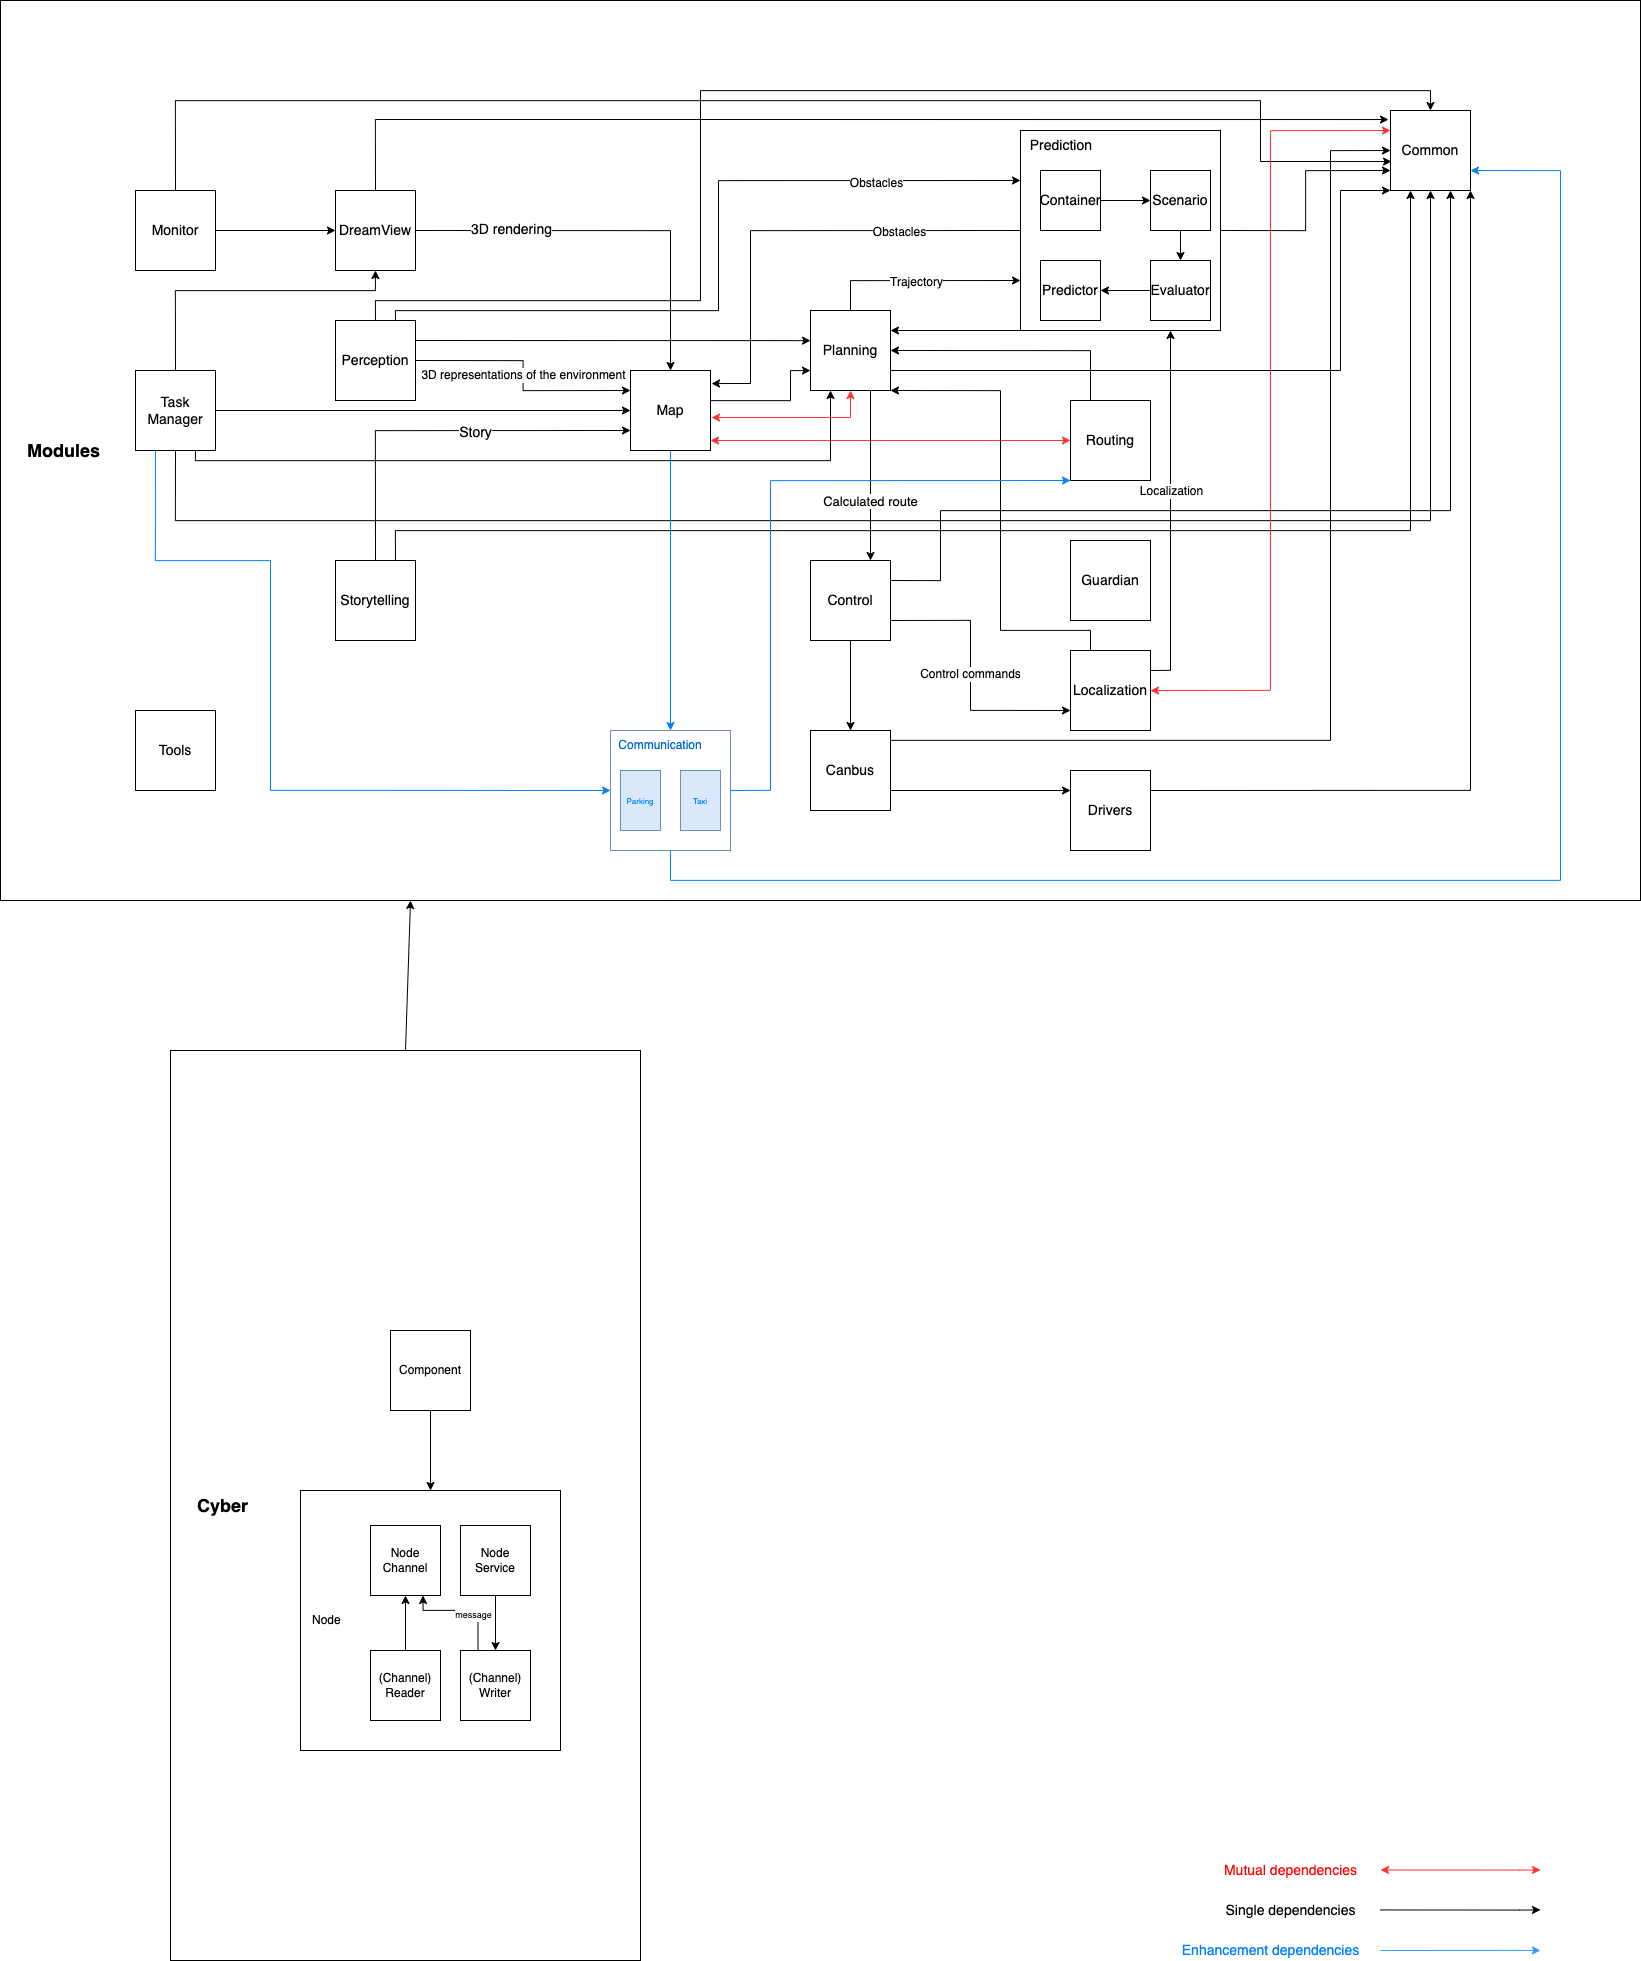 Prediction
Common
Obstacles
Container
Scenario
Monitor
DreamView
3D rendering
Obstacles
Trajectory
Predictor
Evaluator
Perception
Planning
3D representations of the environment
Task
Manager
Map
Story
Routing
Modules
Localization
Calculated route
Guardian
Storytelling
Control
Control commands
Localization
Tools
Communication
Canbus
Parking
Taxi
Drivers
Component
Cyber
Node
Channel
Node
Service
message
Node
(Channel)
Reader
(Channel)
Writer
Mutual dependencies
Single dependencies
Enhancement dependencies